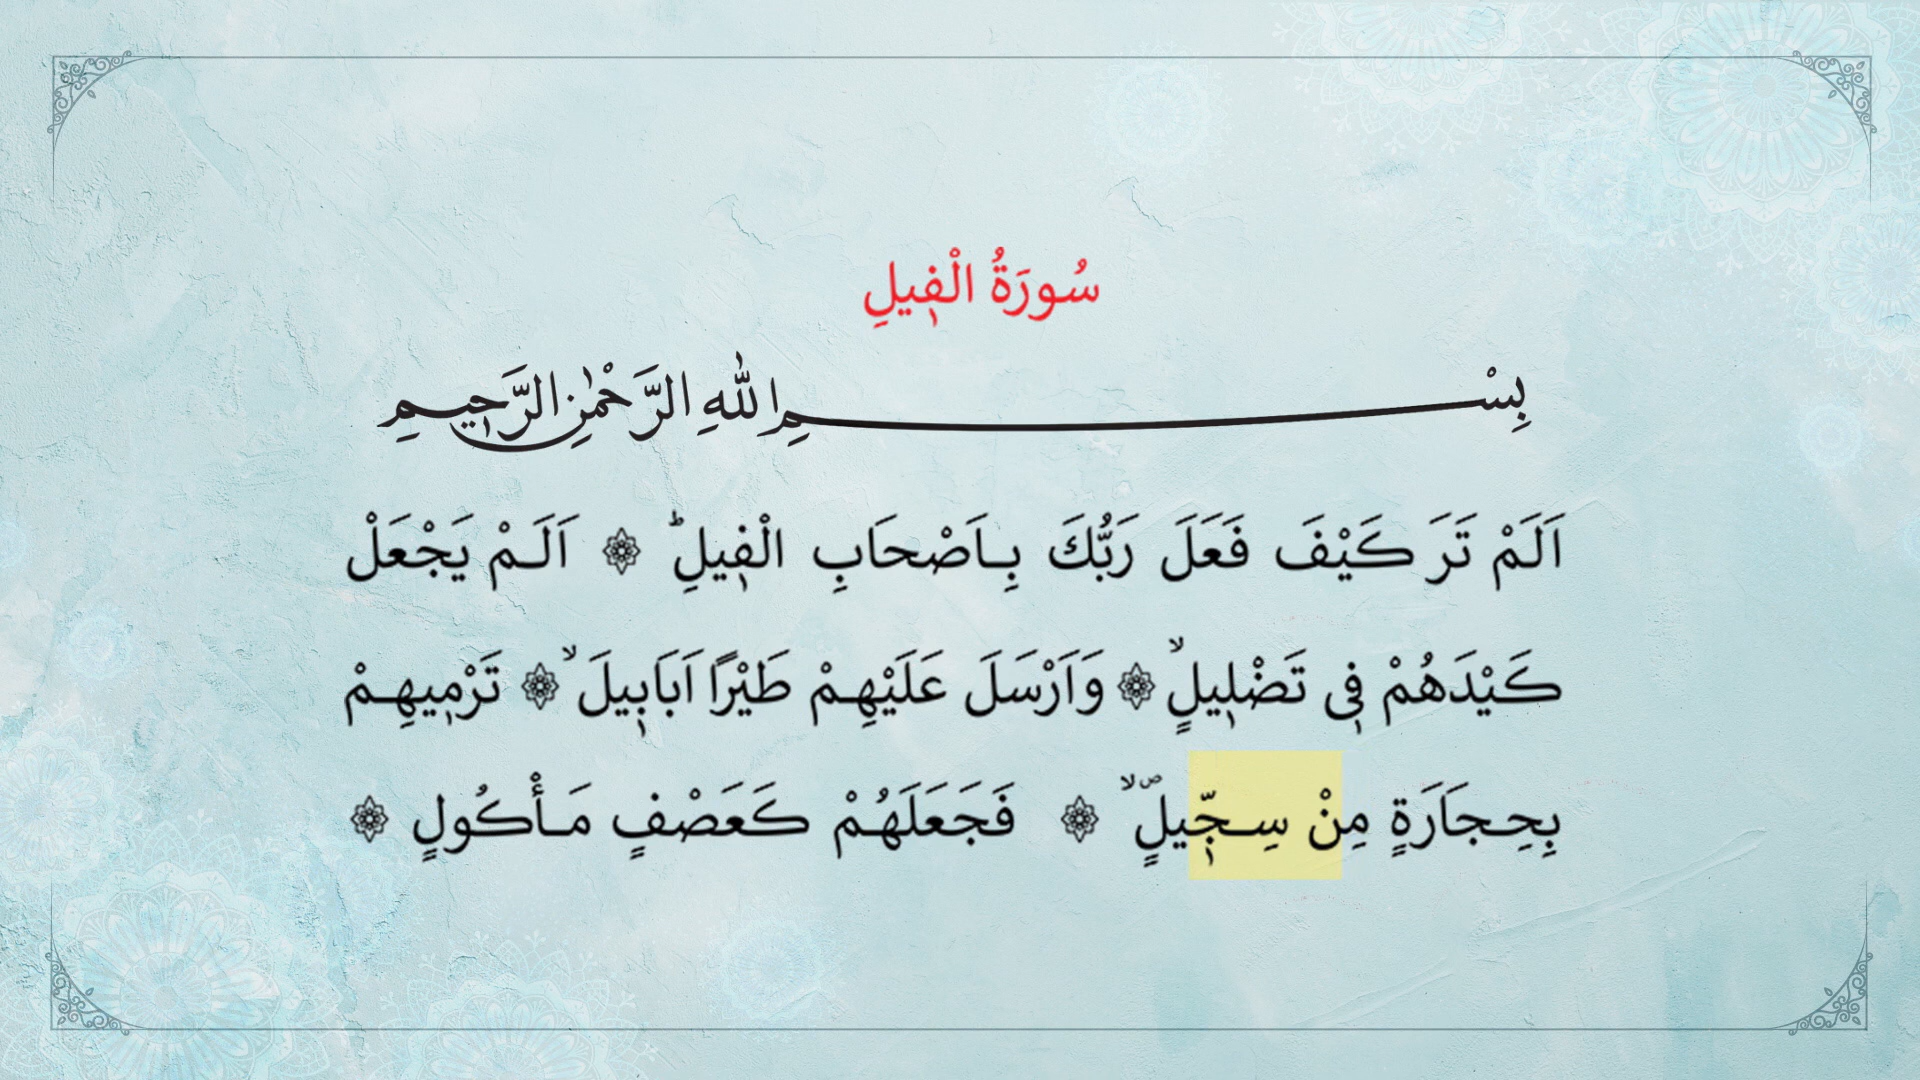 سُورَةُ الْفٖيلِ
بِسْمِ اللّٰهِ الرَّحْمٰنِ الرَّحٖيمِ
اَلَمْ تَرَ كَيْفَ فَعَلَ رَبُّكَ بِاَصْحَابِ الْفٖيلِؕ ۞ اَلَمْ يَجْعَلْ
كَيْدَهُمْ فٖى تَضْلٖيلٍۙ ۞ وَاَرْسَلَ عَلَيْهِمْ طَيْرًا اَبَابٖيلَۙ ۞ تَرْمٖيهِمْ
بِحِجَارَةٍ مِنْ سِجّٖيلٍۙۖ ۞ فَجَعَلَهُمْ كَعَصْفٍ مَأْكُولٍ ۞